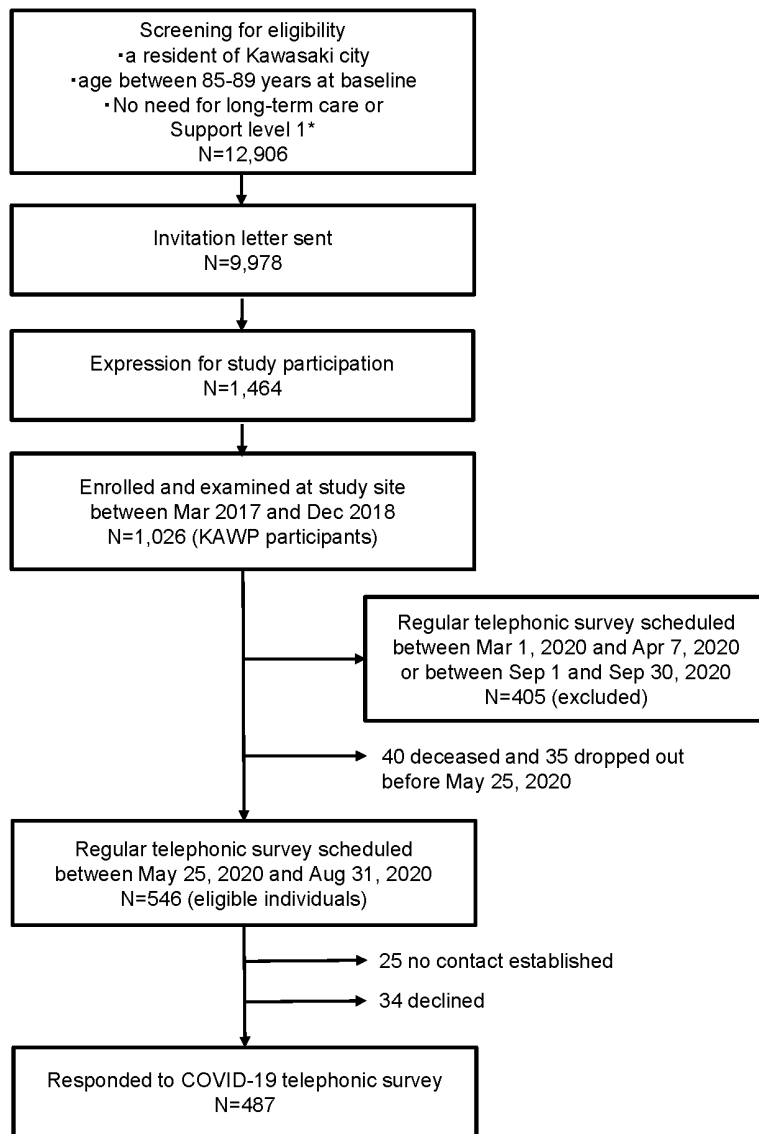 Screening for eligibility
・a resident of Kawasaki city
・age between 85-89 years at baseline
・No need for long-term care or
Support level 1*
N=12,906
Invitation letter sent
N=9,978
Expression for study participation
N=1,464
Enrolled and examined at study site
between Mar 2017 and Dec 2018
N=1,026 (KAWP participants)
Regular telephonic survey scheduled
between Mar 1, 2020 and Apr 7, 2020
or between Sep 1 and Sep 30, 2020
N=405 (excluded)
40 deceased and 35 dropped out
before May 25, 2020
Regular telephonic survey scheduled
between May 25, 2020 and Aug 31, 2020
N=546 (eligible individuals)
25 no contact established
34 declined
Responded to COVID-19 telephonic survey
N=487